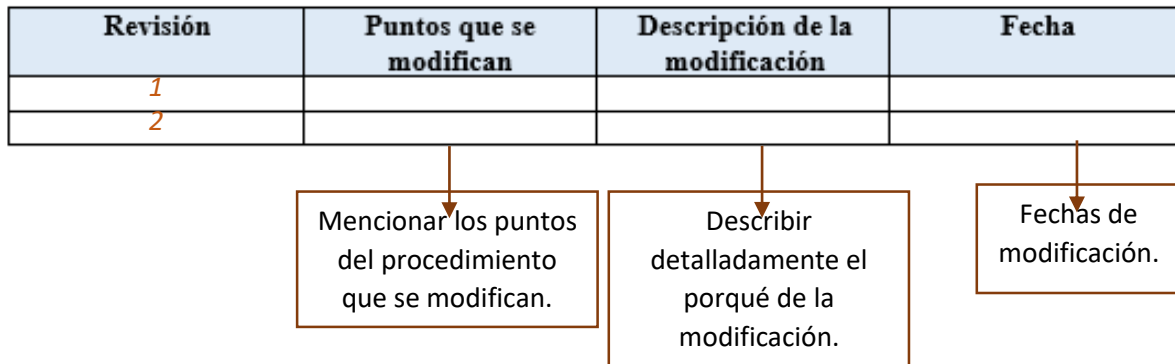 Revisión
Puntos que se
modifican
Descripción de la
modificación
Fecha
1
2
Mencionar los puntos
del procedimiento
que se modifican.
Describir
detalladamente el
porqué de la
modificación.
Fechas de
modificación.